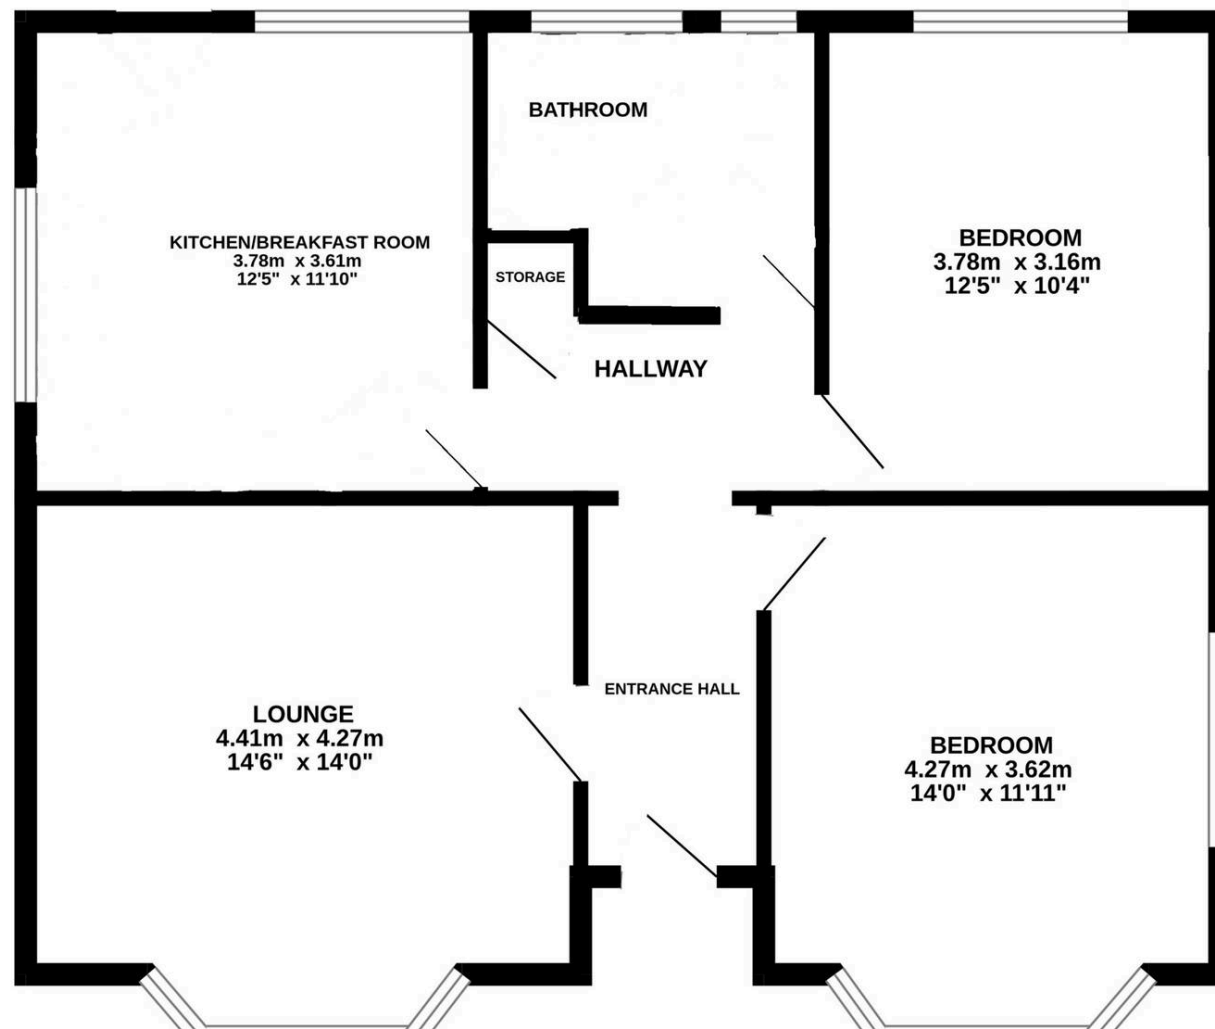 BATHROOM
KITCHEN/BREAKFAST ROOM
3.78m x 3.61m
12'5" x 11'10"
BEDROOM
3.78m x 3.16m
12'5" x 10'4"
STORAGE
HALLWAY
ENTRANCE HALL
LOUNGE
4.41m x 4.27m
14'6" x 14'0"
BEDROOM
4.27m x 3.62m
14'0" x 11'11"